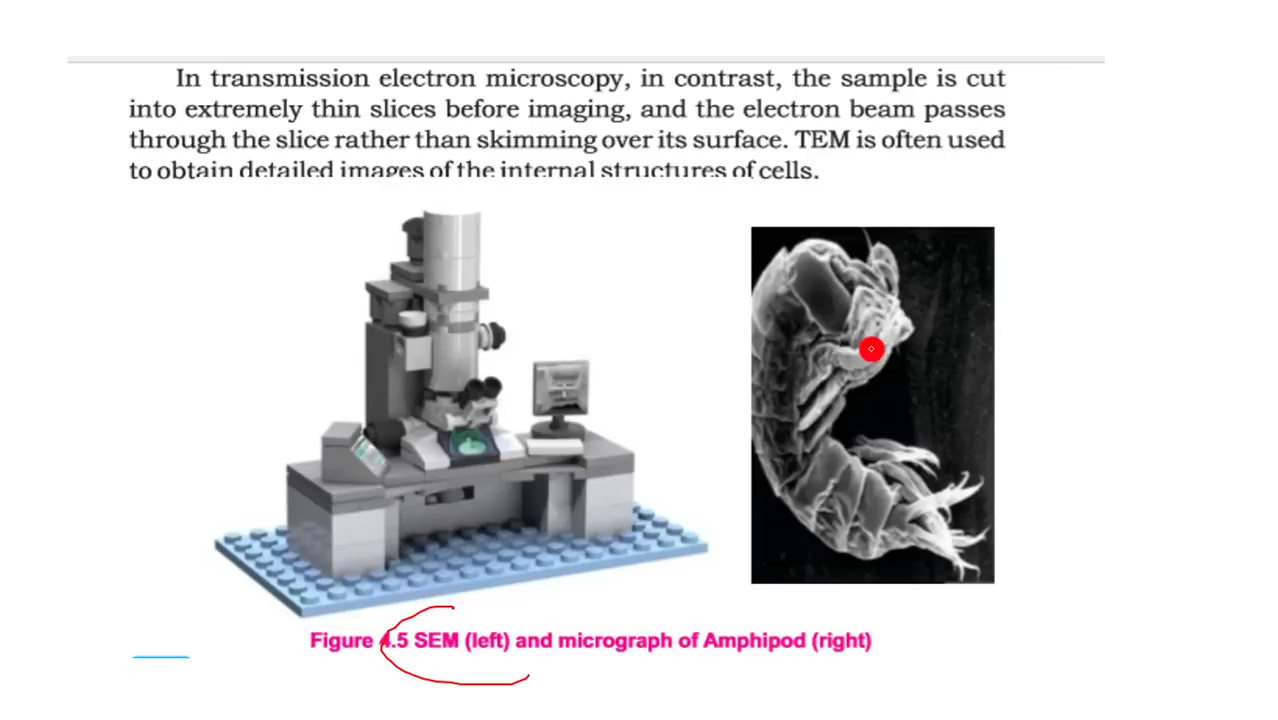 In transmission electron microscopy, in contrast, the sample is cut
into extremely thin slices before imaging, and the electron beam passes
through the slice rather than skimming over its surface. TEM is often used
to obtain detailed images of the internal structures of cells.
Figure 4.5 SEM (left) and micrograph of Amphipod (right)